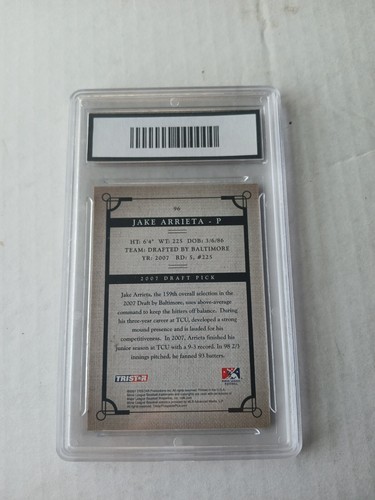 JAKE ARRIETA - P
HT: 6'4" WT: 225 DOB: 3/6/86
TEAM: DRAFTED BY BALTIMORE
YR: 2007 RD: 5, #225
2007 DRAFT PICK
Jake Arrieta, the 159th overall selection in the
2007 Draft by Baltimore, uses above-average
command to keep the hitters off balance. During
his three-year career at TCU, developed a strong
mound presence and is lauded for his
competitiveness. In 2007, Arrieta finished his
Junior season at TCU with a 9-3 record. In 98 2/3
innings pitched, he fanned 93 batters.
TRISTAR